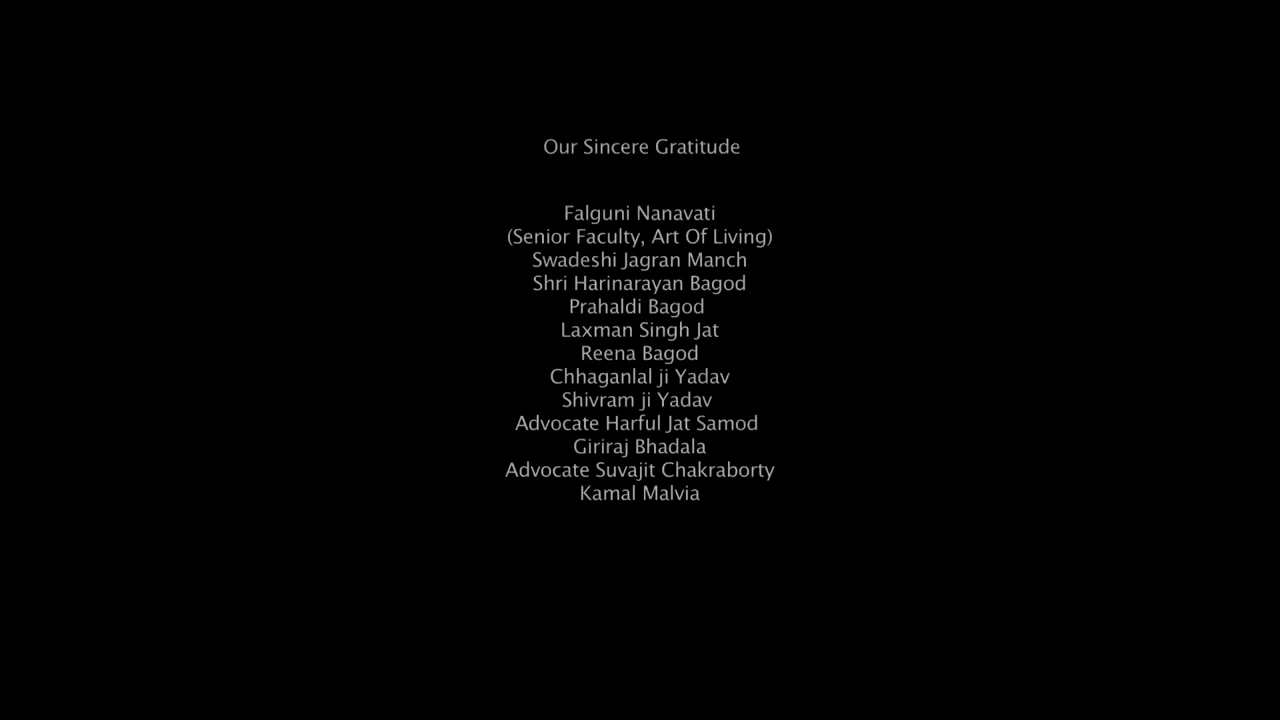 Our Sincere Gratitude
Falguni Nanavati
(Senior Faculty, Art Of Living)
Swadeshi Jagran Manch
Shri Harinarayan Bagod
Prahaldi Bagod
Laxman Singh Jat
Reena Bagod
Chhaganlal ji Yadav
Shivram ji Yadav
Advocate Harful Jat Samod
Giriraj Bhadala
Advocate Suvajit Chakraborty
Kamal Malvia